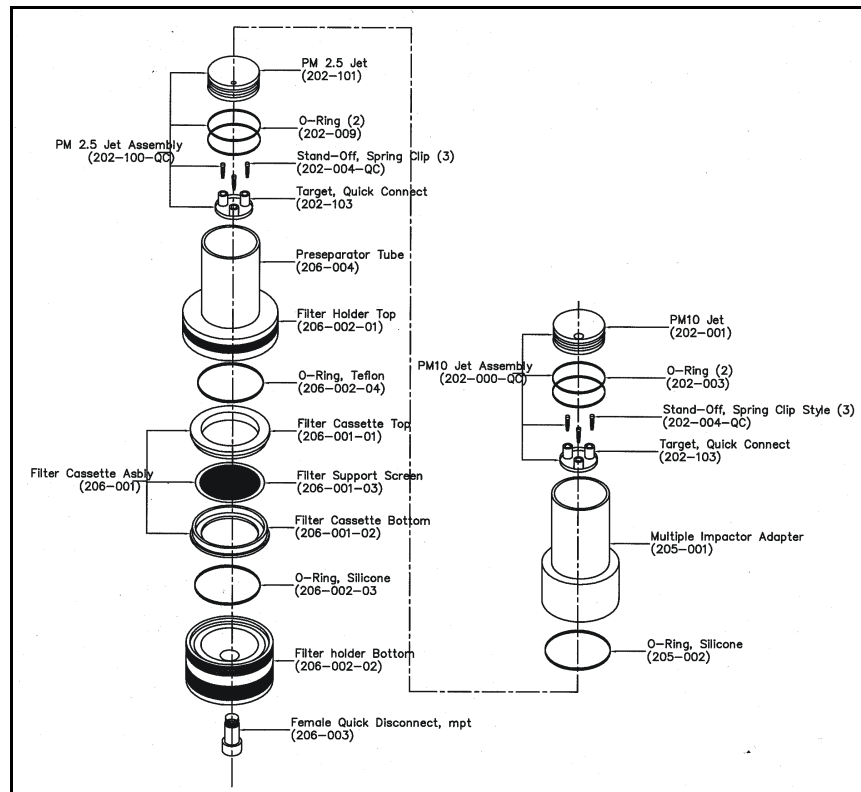 PM 2.5 Jet
(202-101)
O-Ring (2)
(202-009)
PM 2.5 Jet Assembly
(202-100-QC)
Stand-Off, Spring Clip (3)
(202-004-QC)
Target, Quick Connect
(202-103
Preseparator Tube
(206-004)
Filter Holder Top
(206-002-01)
O-Ring, Teflon
(206-002-04)
Filter Cassette Top
(206-001-01)
Filter Cassette Asbly
(206-001)
Filter Support Screen
(206-001-03)
Filter Cassette Bottom
(206-001-02)
O-Ring, Silicone
(206-002-03
Filter holder Bottom
(206-002-02)
Female Quick Disconnect, mpt
(206-003)
PM10 Jet
(202-001)
PM10 Jet Assembly
(202-000-QC)
O-Ring (2)
(202-003)
Stand-Off, Spring Clip Style (3)
(202-004-QC)
Target, Quick Connect
(202-103)
Multiple Impactor Adapter
(205-001)
O-Ring, Silicone
(205-002)